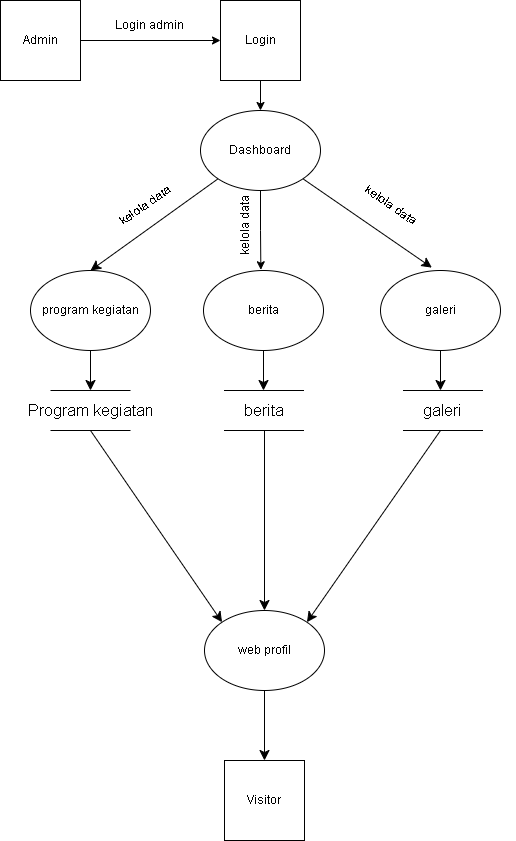 Admin
Login admin
Login
Dashboard
kelola data
kelola data
kelola data
program kegiatan
berita
galeri
Program kegiatan
berita
galeri
web profil
Visitor